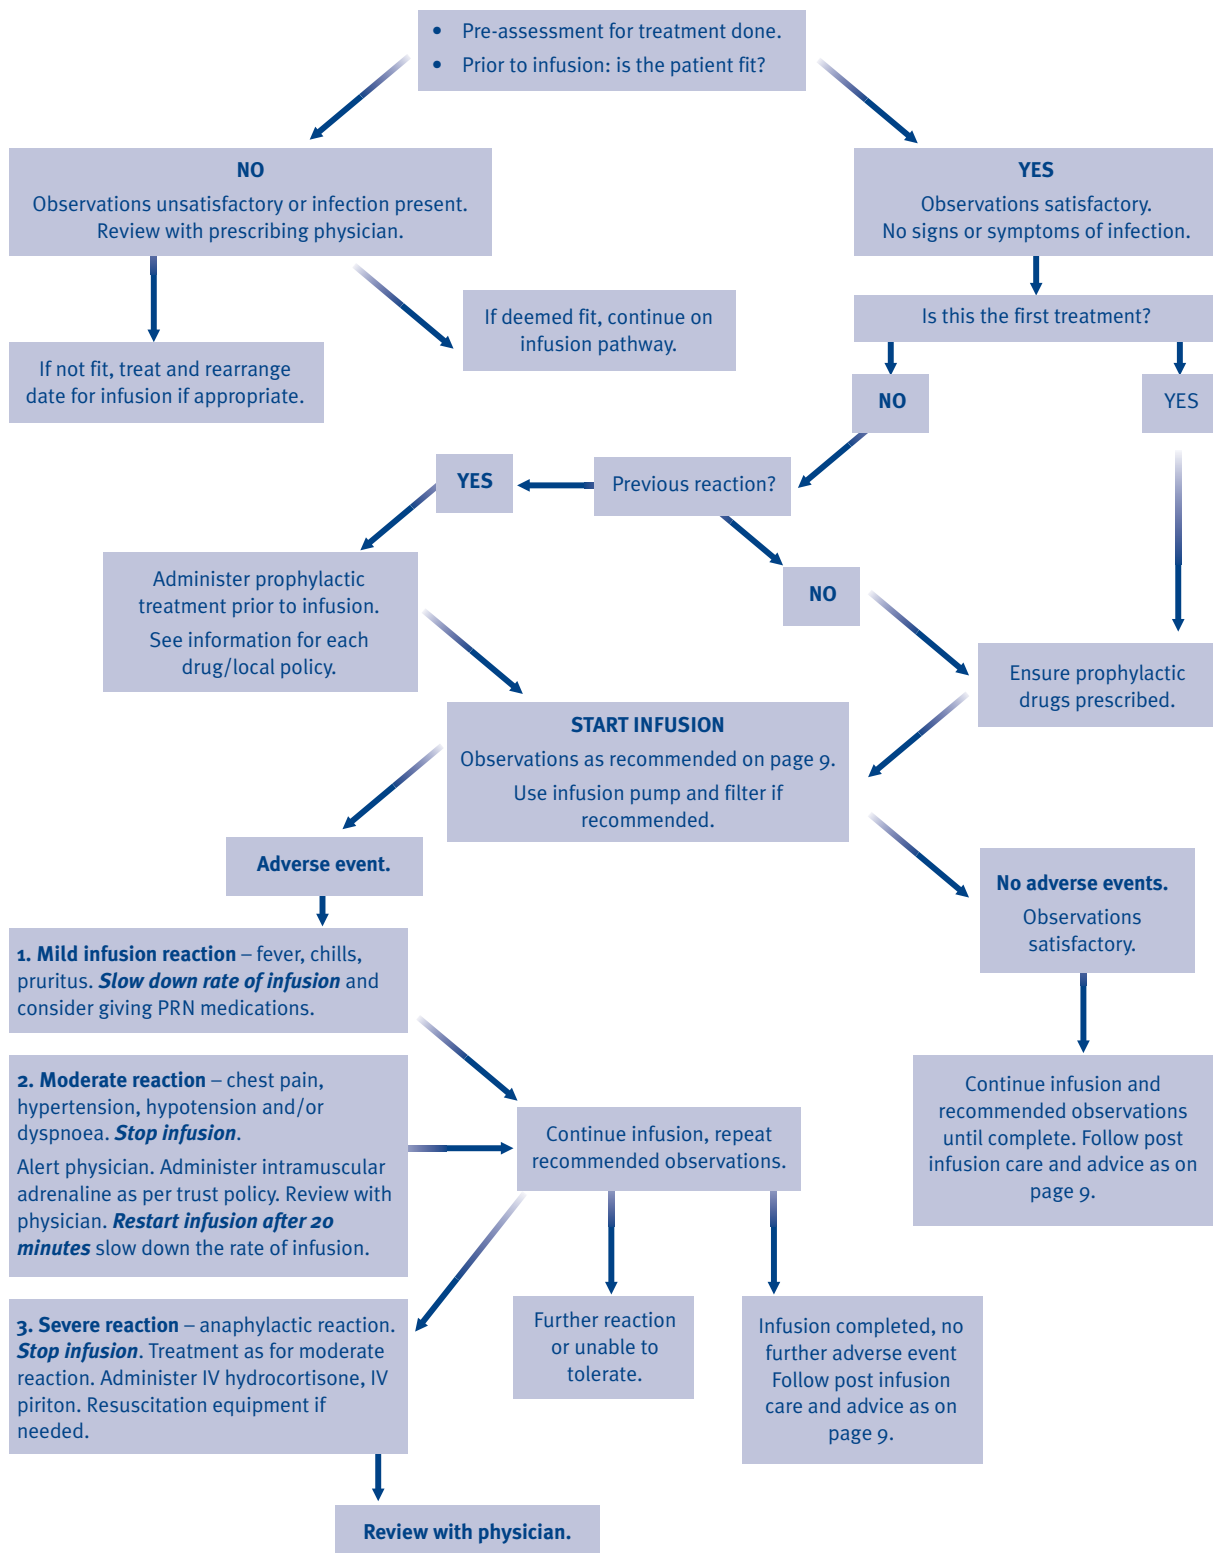 • Pre-assessment for treatment done.
• Prior to infusion: is the patient fit?
NO
Observations unsatisfactory or infection present.
Review with prescribing physician.
YES
Observations satisfactory.
No signs or symptoms of infection.
If deemed fit, continue on
infusion pathway.
Is this the first treatment?
If not fit, treat and rearrange
date for infusion if appropriate.
NO
YES
YES
Previous reaction?
Administer prophylactic
treatment prior to infusion.
See information for each
drug/local policy.
NO
Ensure prophylactic
drugs prescribed.
START INFUSION
Observations as recommended on page 9.
Use infusion pump and filter if
recommended.
Adverse event.
No adverse events.
Observations
satisfactory.
1. Mild infusion reaction – fever, chills,
pruritus. Slow down rate of infusion and
consider giving PRN medications.
2. Moderate reaction – chest pain,
hypertension, hypotension and/or
dyspnoea. Stop infusion.
Alert physician. Administer intramuscular
adrenaline as per trust policy. Review with
physician. Restart infusion after 20
minutes slow down the rate of infusion.
Continue infusion, repeat
recommended observations.
Continue infusion and
recommended observations
until complete. Follow post
infusion care and advice as on
page 9.
3. Severe reaction – anaphylactic reaction.
Stop infusion. Treatment as for moderate
reaction. Administer IV hydrocortisone, IV
piriton. Resuscitation equipment if
needed.
Further reaction
or unable to
tolerate.
Infusion completed, no
further adverse event
Follow post infusion
care and advice as on
page 9.
Review with physician.